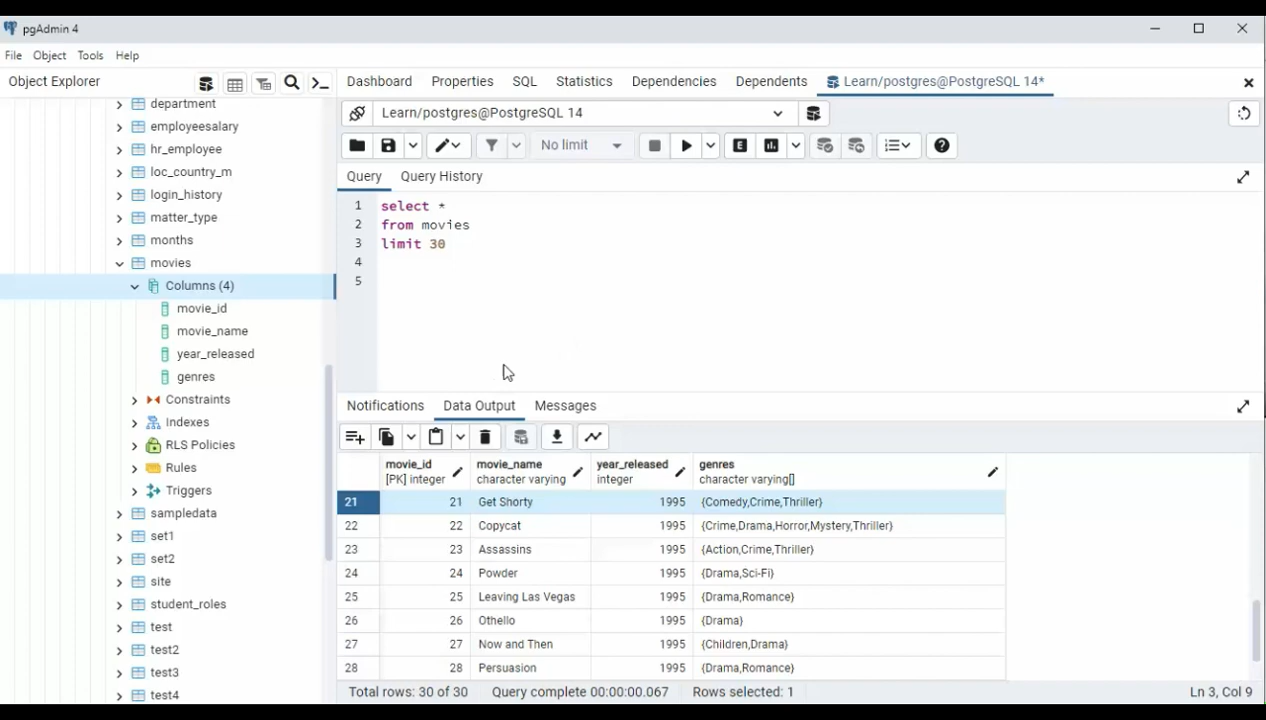 pgAdmin 4
File Object Tools Help
Object Explorer
Dashboard Properties SQL Statistics Dependencies Dependents Learn/postgres@PostgreSQL 14*
department
employeesalary
hr_employee
loc_country_m
login_history
matter_type
months
movies
Columns (4)
movie_id
movie_name
year_released
genres
Constraints
Indexes
RLS Policies
Rules
Triggers
sampledata
set1
set2
site
student_roles
test
test2
test3
test4
Learn/postgres@PostgreSQL 14
No limit E
Query Query History
1 select *
2 from movies
3 limit 30
4
5
Notifications Data Output Messages
movie_id movie_name year_released genres
[PK] integer character varying integer character varying[]
21 21 Get Shorty 1995 {Comedy,Crime,Thriller}
22 22 Copycat 1995 {Crime,Drama,Horror,Mystery,Thriller}
23 23 Assassins 1995 {Action,Crime,Thriller}
24 24 Powder 1995 {Drama,Sci-Fi}
25 25 Leaving Las Vegas 1995 {Drama,Romance}
26 26 Othello 1995 {Drama}
27 27 Now and Then 1995 {Children,Drama}
28 28 Persuasion 1995 {Drama,Romance}
Total rows: 30 of 30 Query complete 00:00:00.067 Rows selected: 1 Ln 3, Col 9